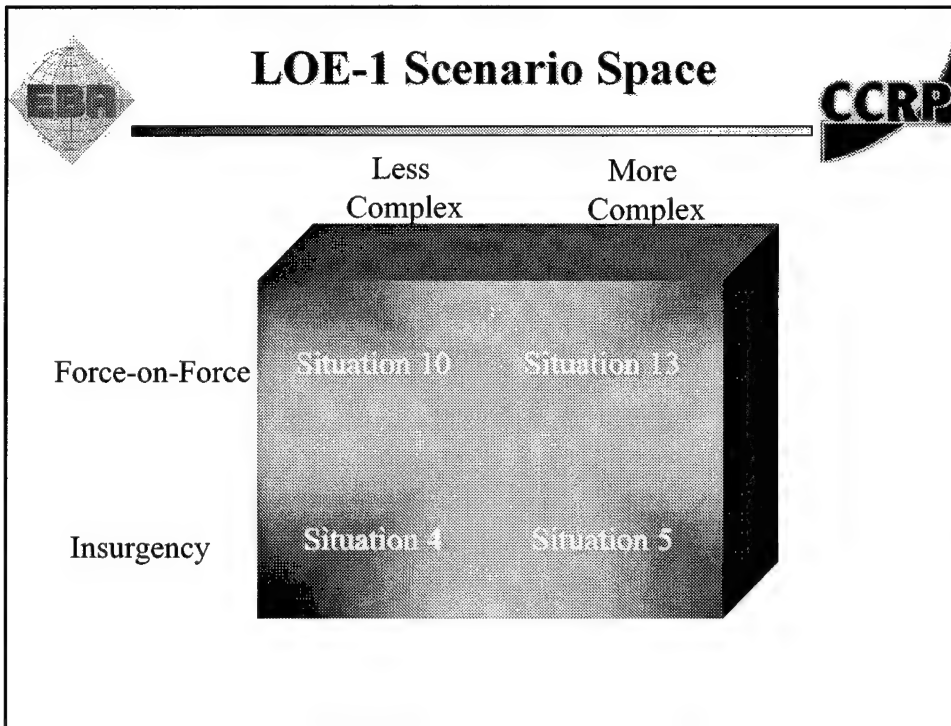 LOE-1 Scenario Space
EBA
CCRP
Less
Complex
More
Complex
Force-on-Force
Situation 10
Situation 13
Insurgency
Situation 4
Situation 5